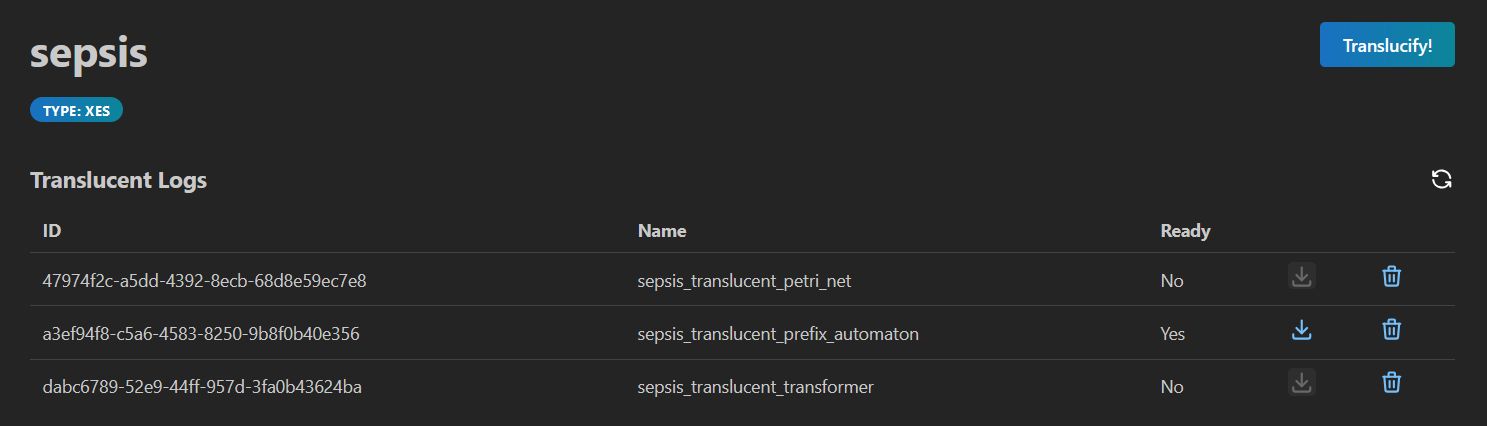 sepsis
Translucify!
TYPE: XES
Translucent Logs
ID Name Ready
47974f2c-a5dd-4392-8ecb-68d8e59ec7e8 sepsis_translucent_petri_net No
a3ef94f8-c5a6-4583-8250-9b8f0b40e356 sepsis_translucent_prefix_automaton Yes
dabc6789-52e9-44ff-957d-3fa0b43624ba sepsis_translucent_transformer No